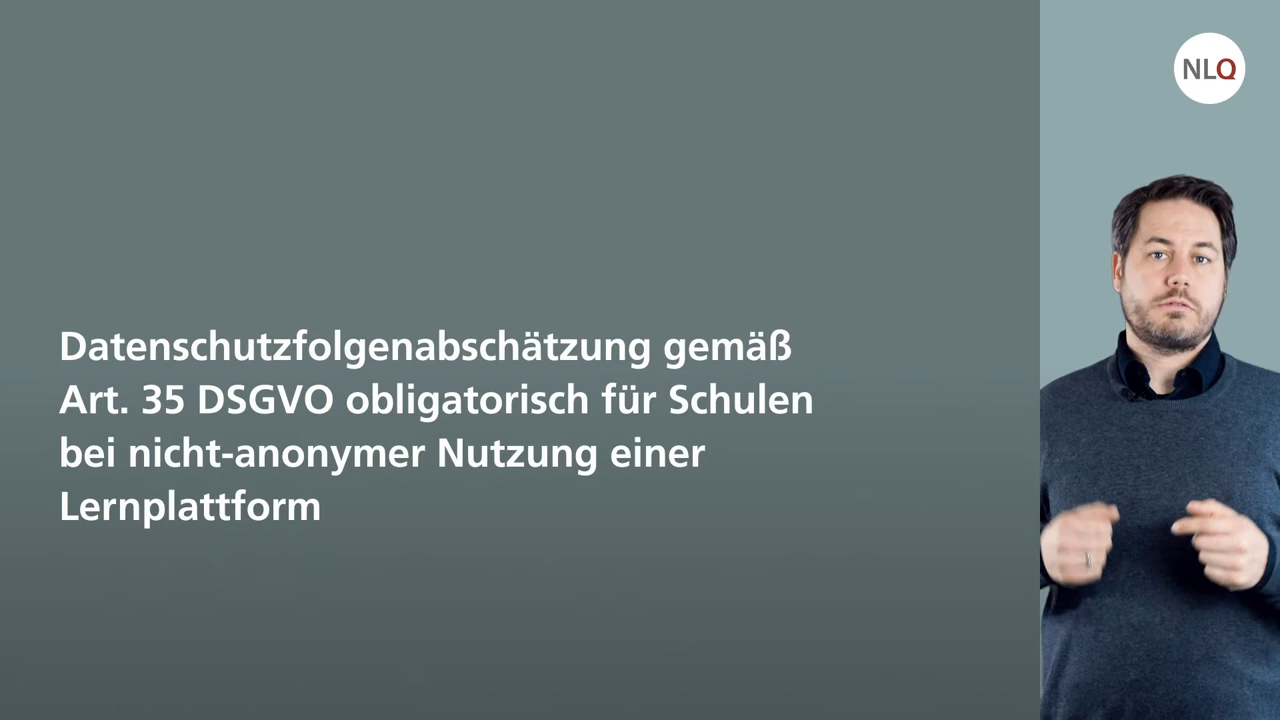 NLQ
Datenschutzfolgenabschätzung gemäß
Art. 35 DSGVO obligatorisch für Schulen
bei nicht-anonymer Nutzung einer
Lernplattform